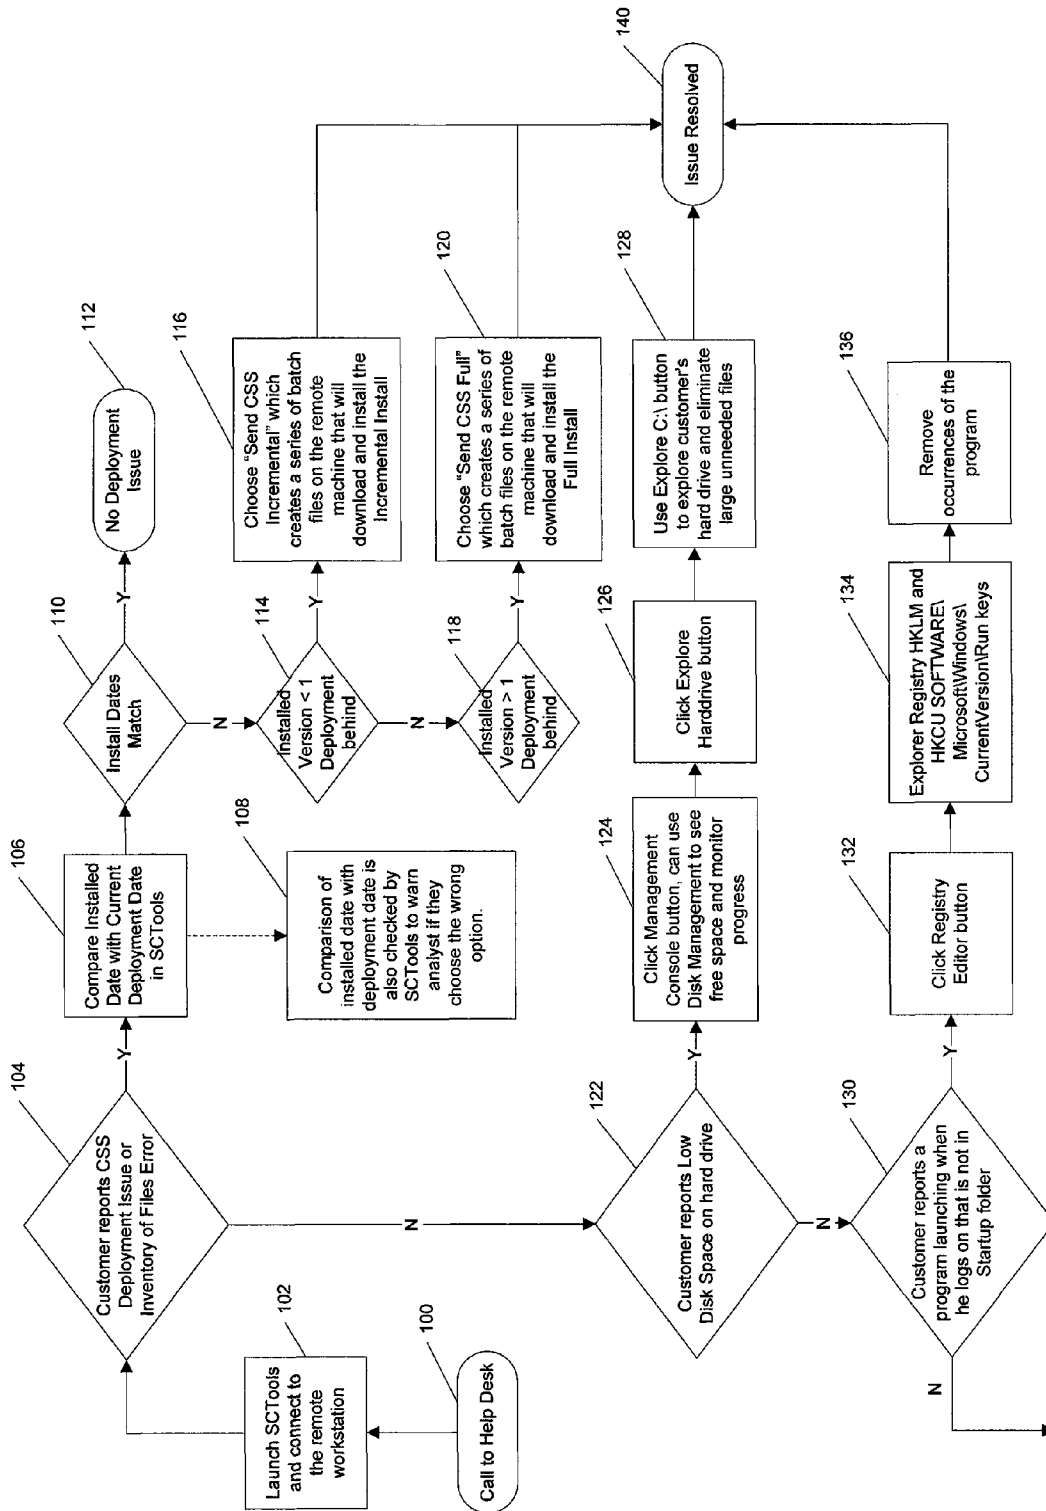 100
Call to Help Desk
102
Launch SCTools
and connect to
the remote
workstation
104
Customer reports CSS
Deployment Issue or
Inventory of Files Error
Y
N
106
Compare Installed
Date with Current
Deployment Date
in SCTools
108
Comparison of
installed date with
deployment date is
also checked by
SCTools to warn
analyst if they
choose the wrong
option.
110
Install Dates
Match
Y
N
112
No Deployment
Issue
114
Installed
Version < 1
Deployment
behind
Y
N
116
Choose "Send CSS
Incremental" which
creates a series of batch
files on the remote
machine that will
download and install the
Incremental Install
118
Installed
Version > 1
Deployment
behind
Y
120
Choose "Send CSS Full"
which creates a series of
batch files on the remote
machine that will
download and install the
Full Install
122
Customer reports Low
Disk Space on hard drive
Y
N
124
Click Management
Console button, can use
Disk Management to see
free space and monitor
progress
126
Click Explore
Harddrive button
128
Use Explore C:\ button
to explore customer's
hard drive and eliminate
large unneeded files
130
Customer reports a
program launching when
he logs on that is not in
Startup folder
Y
N
132
Click Registry
Editor button
134
Explorer Registry HKLM and
HKCU SOFTWARE\
Microsoft\Windows\
CurrentVersion\Run keys
136
Remove
occurrences of the
program
140
Issue Resolved